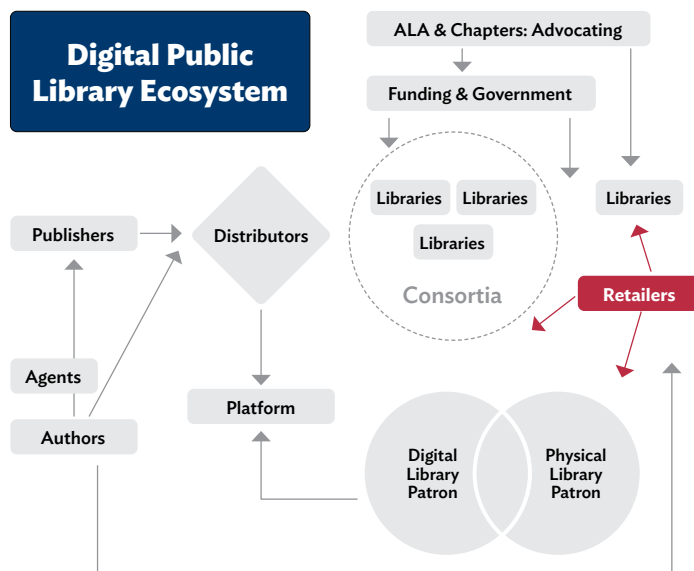 Digital Public
Library Ecosystem
ALA & Chapters: Advocating
Funding & Government
Libraries
Libraries
Libraries
Libraries
Consortia
Publishers
Distributors
Retailers
Agents
Authors
Platform
Digital
Library
Patron
Physical
Library
Patron